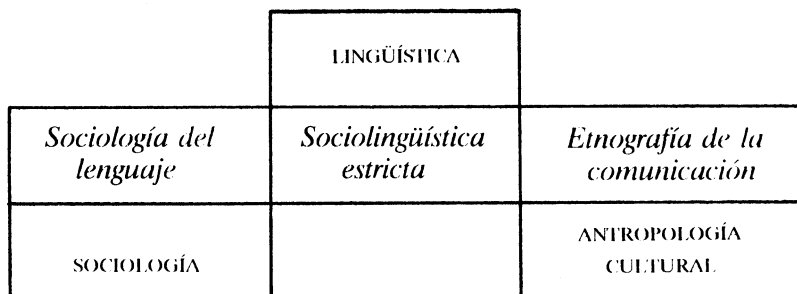 LINGÜÍSTICA
Sociología del
lenguaje
Sociolingüística
estricta
Etnografía de la
comunicación
SOCIOLOGÍA
ANTROPOLOGÍA
CULTURAL